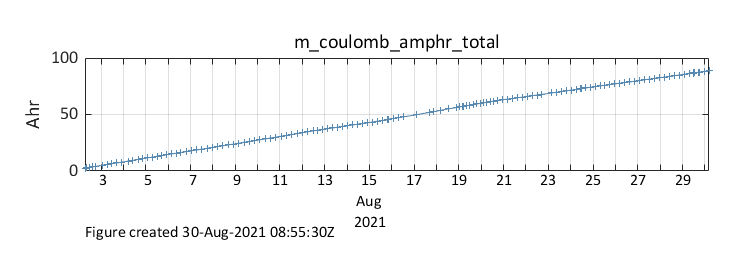 m_coulomb_amphr_total
100
50
0
Ahr
3 5 7 9 11 13 15 17 19 21 23 25 27 29
Aug
2021
Figure created 30-Aug-2021 08:55:30Z